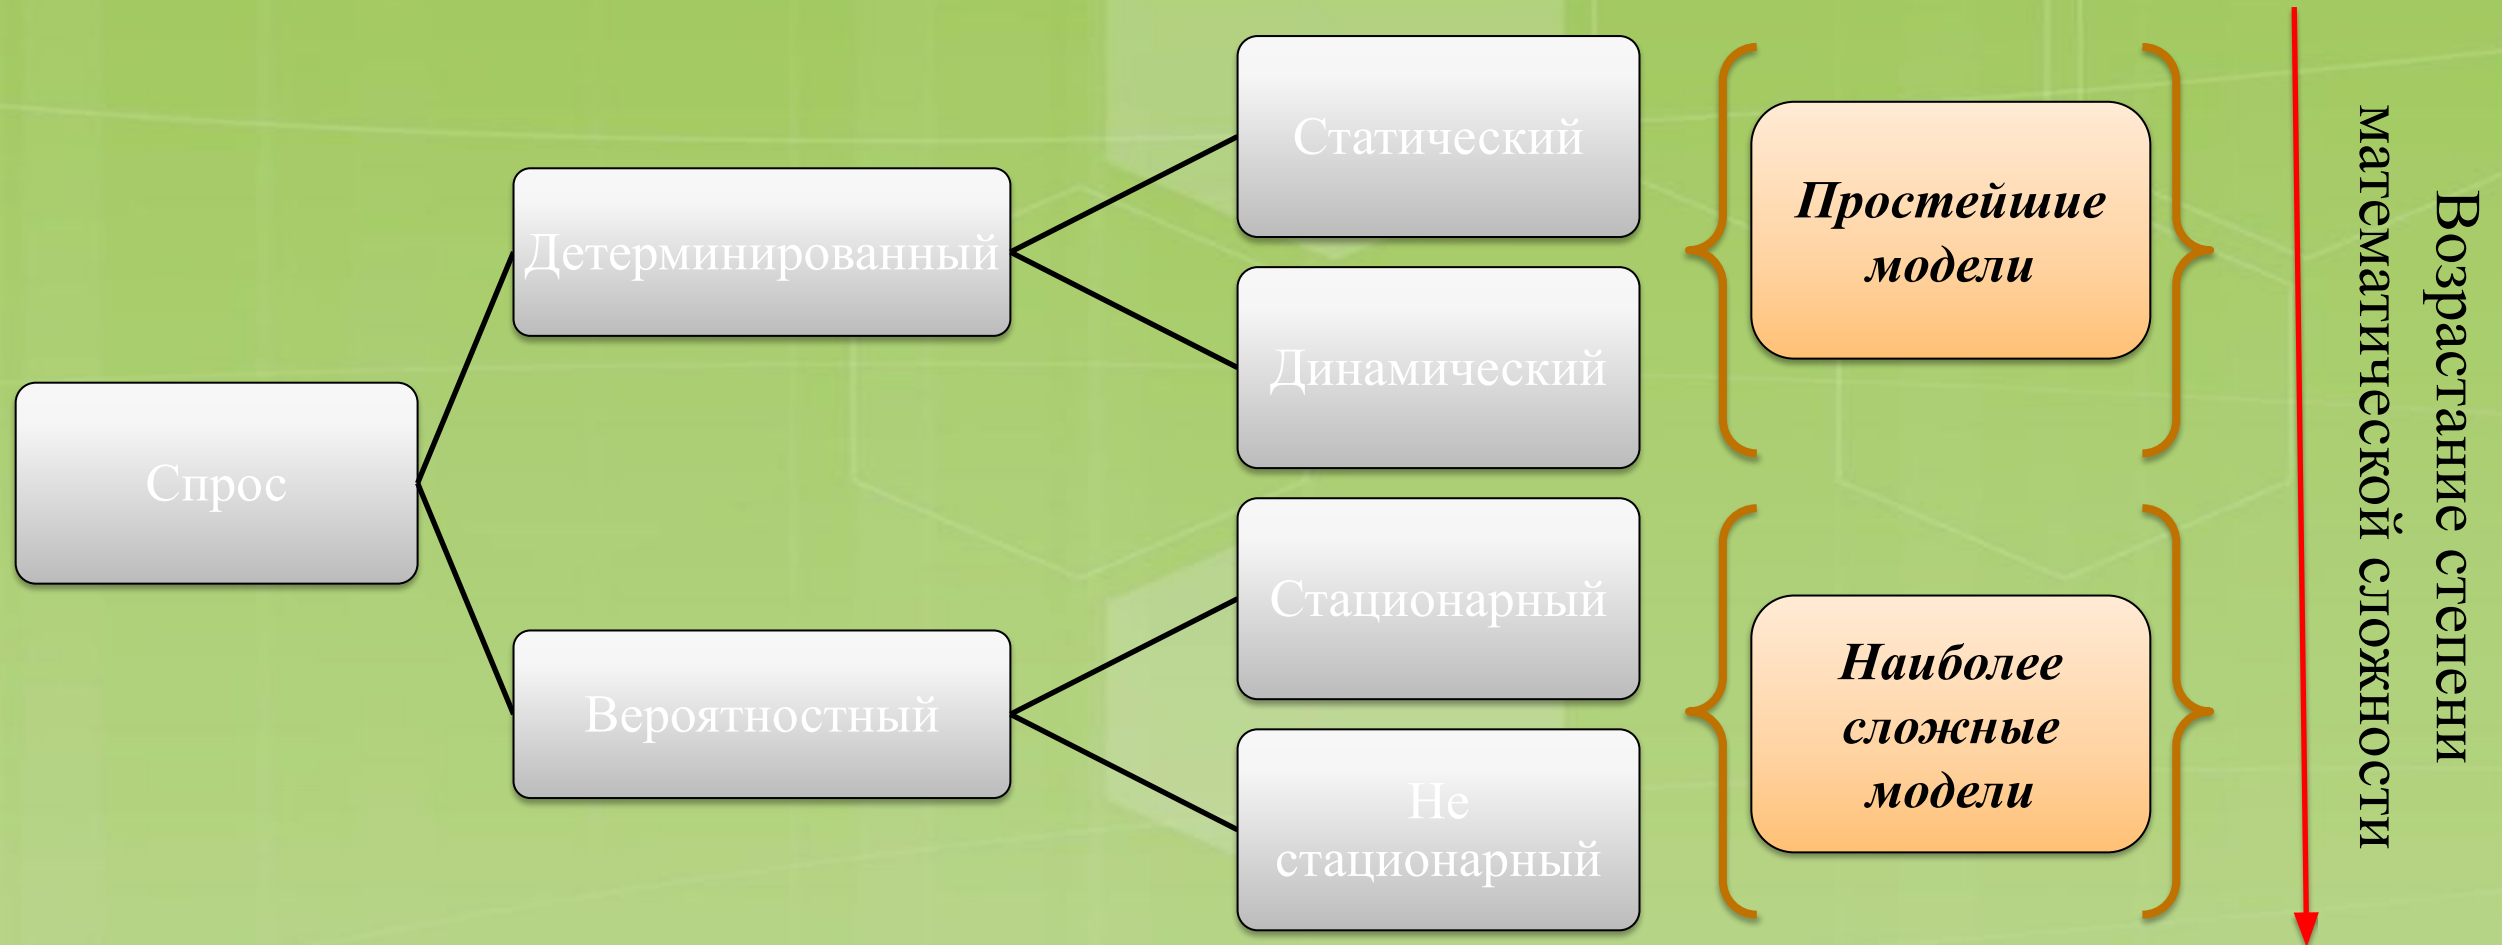 Спрос
Детерминированный
Вероятностный
Статический
Динамический
Стационарный
Не
стационарный
Простейшие
модели
Наиболее
сложные
модели
Возрастание степени
математической сложности